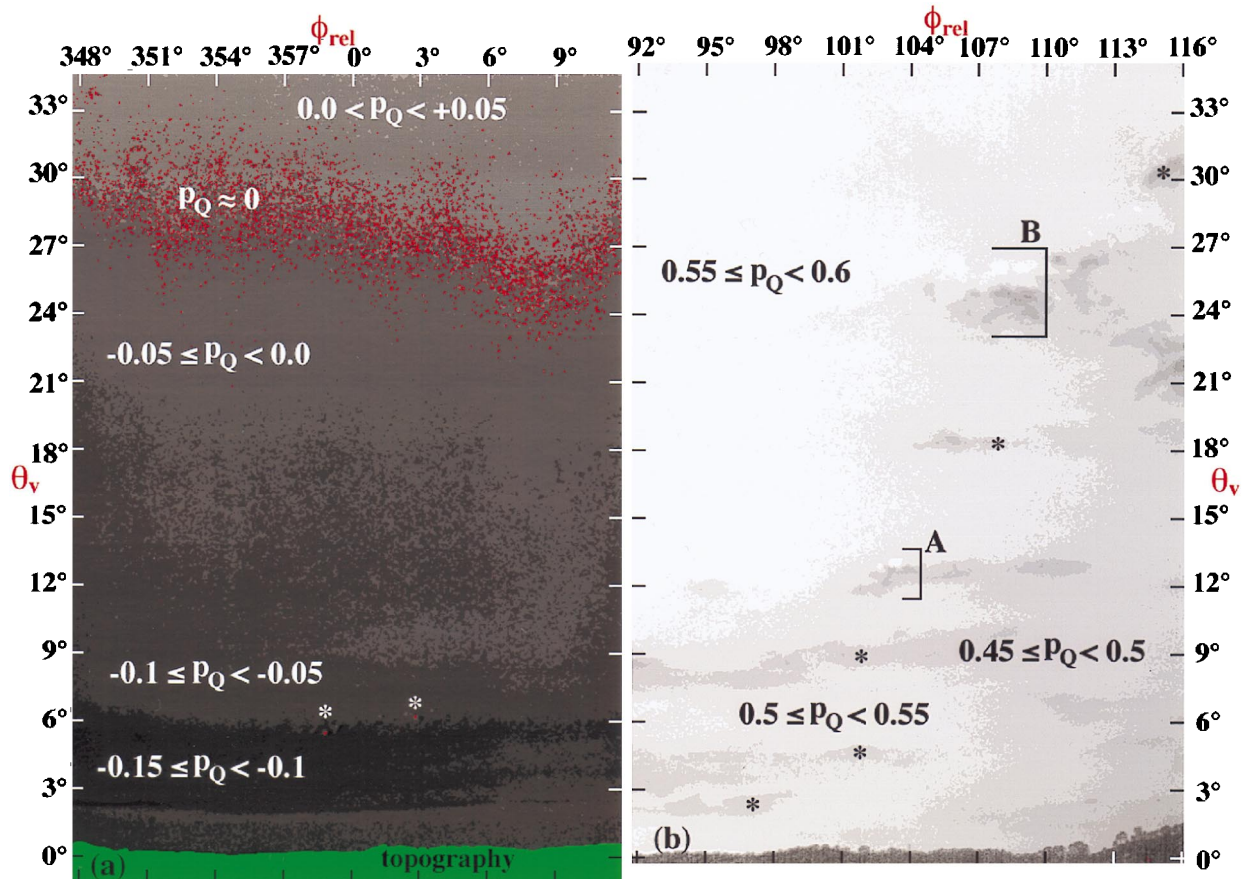 ϕrel
348° 351° 354° 357° 0° 3° 6° 9°
33°
30°
27°
24°
21°
18°
θv
15°
12°
9°
6°
3°
0°
0.0 < pQ < +0.05
pQ ≈ 0
-0.05 ≤ pQ < 0.0
-0.1 ≤ pQ < -0.05
* *
-0.15 ≤ pQ < -0.1
(a) topography
ϕrel
92° 95° 98° 101° 104° 107° 110° 113° 116°
*
B
0.55 ≤ pQ < 0.6
*
A
0.45 ≤ pQ < 0.5
*
0.5 ≤ pQ < 0.55
*
*
(b)
33°
30°
27°
24°
21°
18°
θv
15°
12°
9°
6°
3°
0°